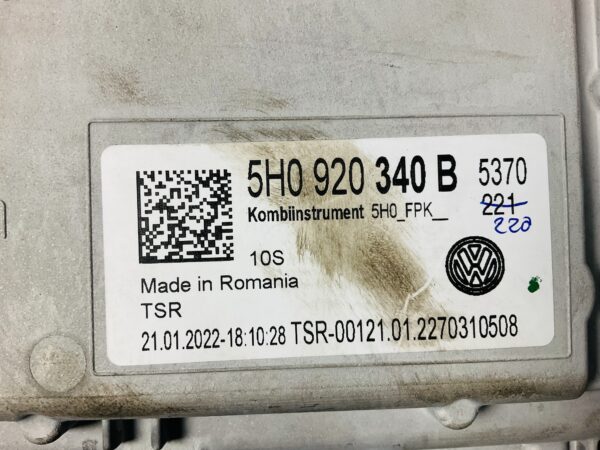 5H0 920 340 B 5370
Kombiinstrument 5H0_FPK__ 221
220
10S
Made in Romania
TSR
21.01.2022-18:10:28 TSR-00121.01.2270310508